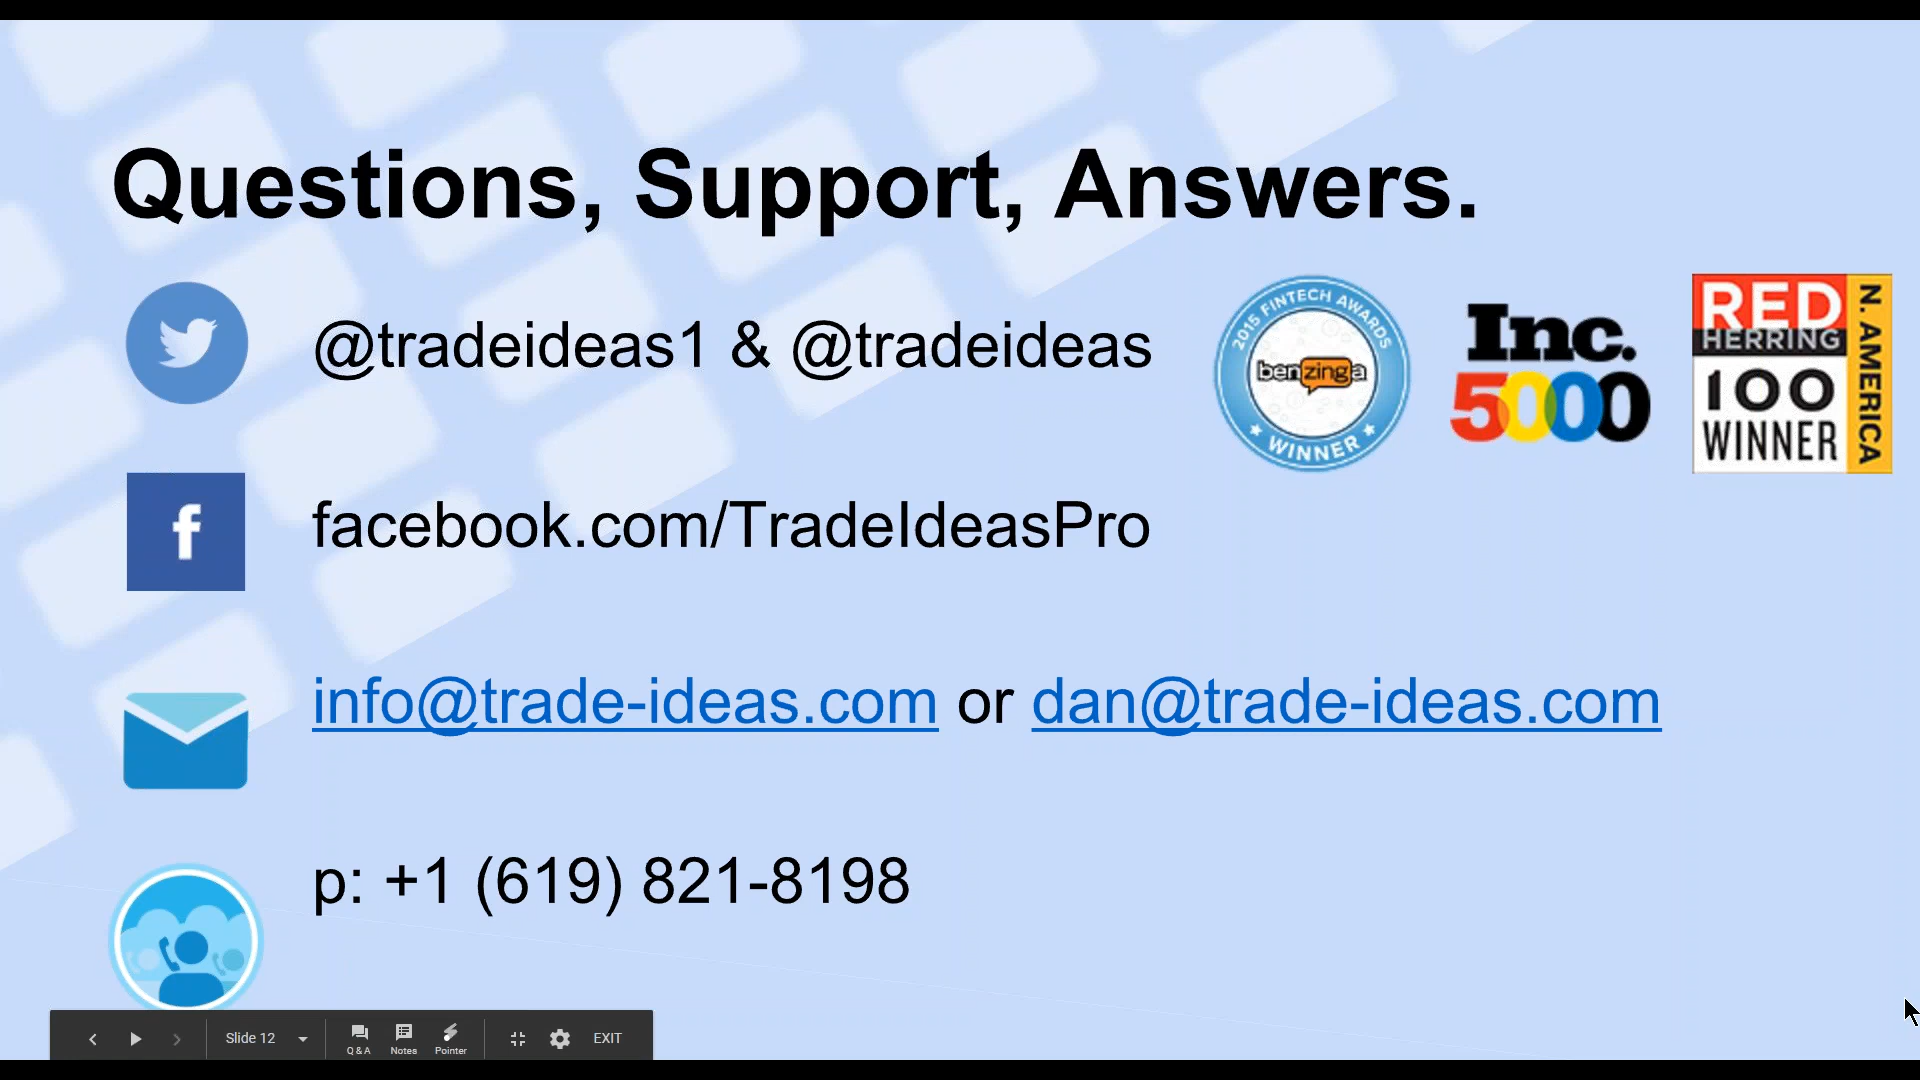 Questions, Support, Answers.
@tradeideas1 & @tradeideas
2015 FINTECH AWARDS
benzinga
WINNER
Inc.
5000
RED
HERRING
100
WINNER
N. AMERICA
f
facebook.com/TradeIdeasPro
info@trade-ideas.com or dan@trade-ideas.com
p: +1 (619) 821-8198
Slide 12
Q & A
Notes
Pointer
EXIT